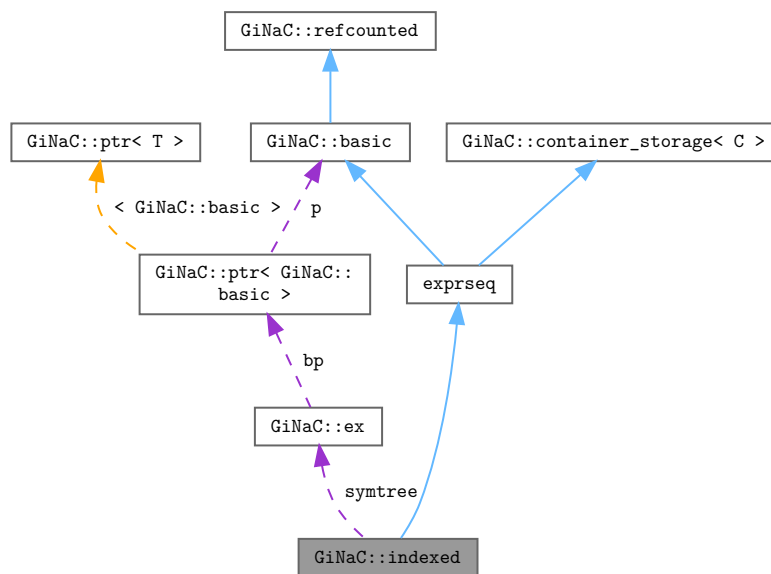 GiNaC::refcounted
GiNaC::ptr< T >
GiNaC::basic
GiNaC::container_storage< C >
< GiNaC::basic >
p
GiNaC::ptr< GiNaC::
basic >
exprseq
bp
GiNaC::ex
symtree
GiNaC::indexed